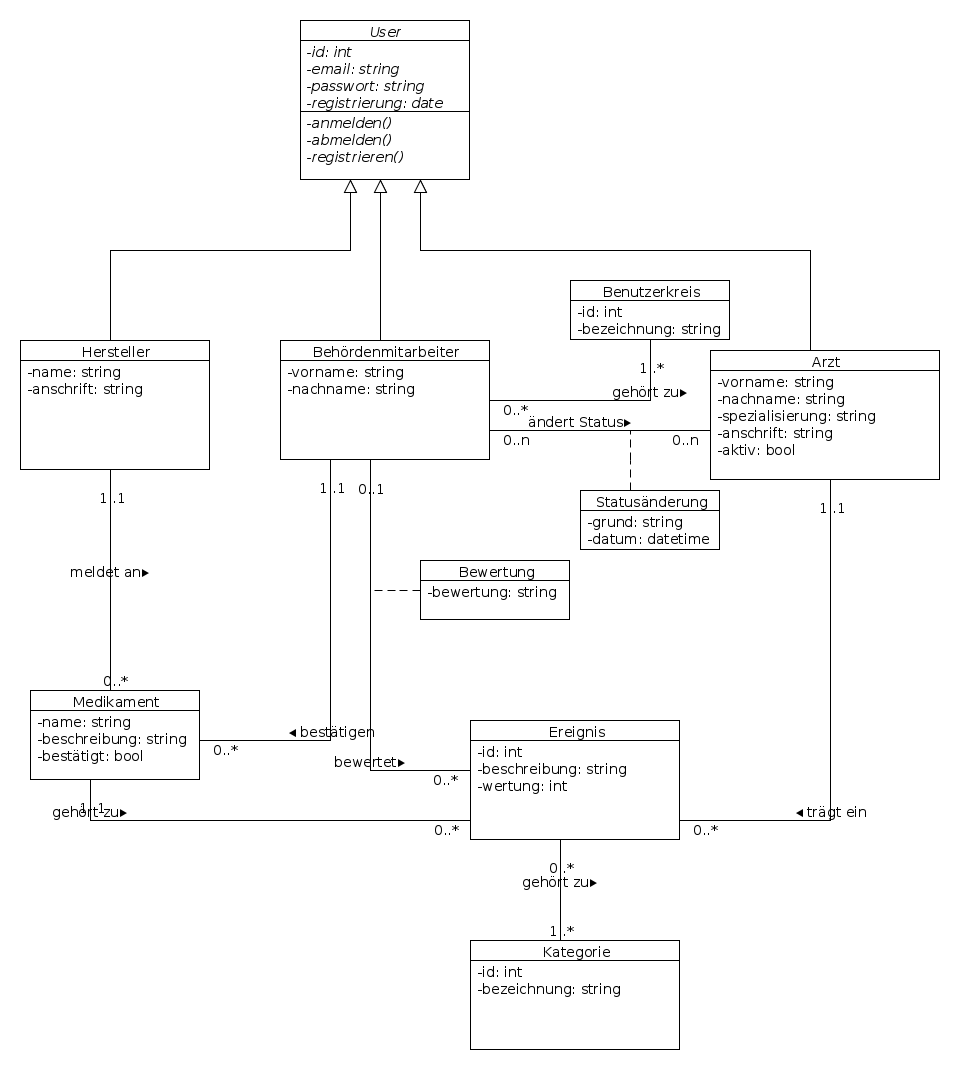 User
-id: int
-email: string
-passwort: string
-registrierung: date
-anmelden()
-abmelden()
-registrieren()
Benutzerkreis
-id: int
-bezeichnung: string
Hersteller
-name: string
-anschrift: string
Behördenmitarbeiter
-vorname: string
-nachname: string
Arzt
-vorname: string
-nachname: string
-spezialisierung: string
-anschrift: string
-aktiv: bool
1..*
gehört zu▸
0..*
ändert Status▸
0..n
0..n
Statusänderung
-grund: string
-datum: datetime
1..1
1..1
0..1
1..1
meldet an▸
Bewertung
-bewertung: string
0..*
Medikament
-name: string
-beschreibung: string
-bestätigt: bool
◂ bestätigen
0..*
bewertet▸
0..*
Ereignis
-id: int
-beschreibung: string
-wertung: int
1..1
gehört zu▸
0..*
◂ trägt ein
0..*
0..*
gehört zu▸
1..*
Kategorie
-id: int
-bezeichnung: string